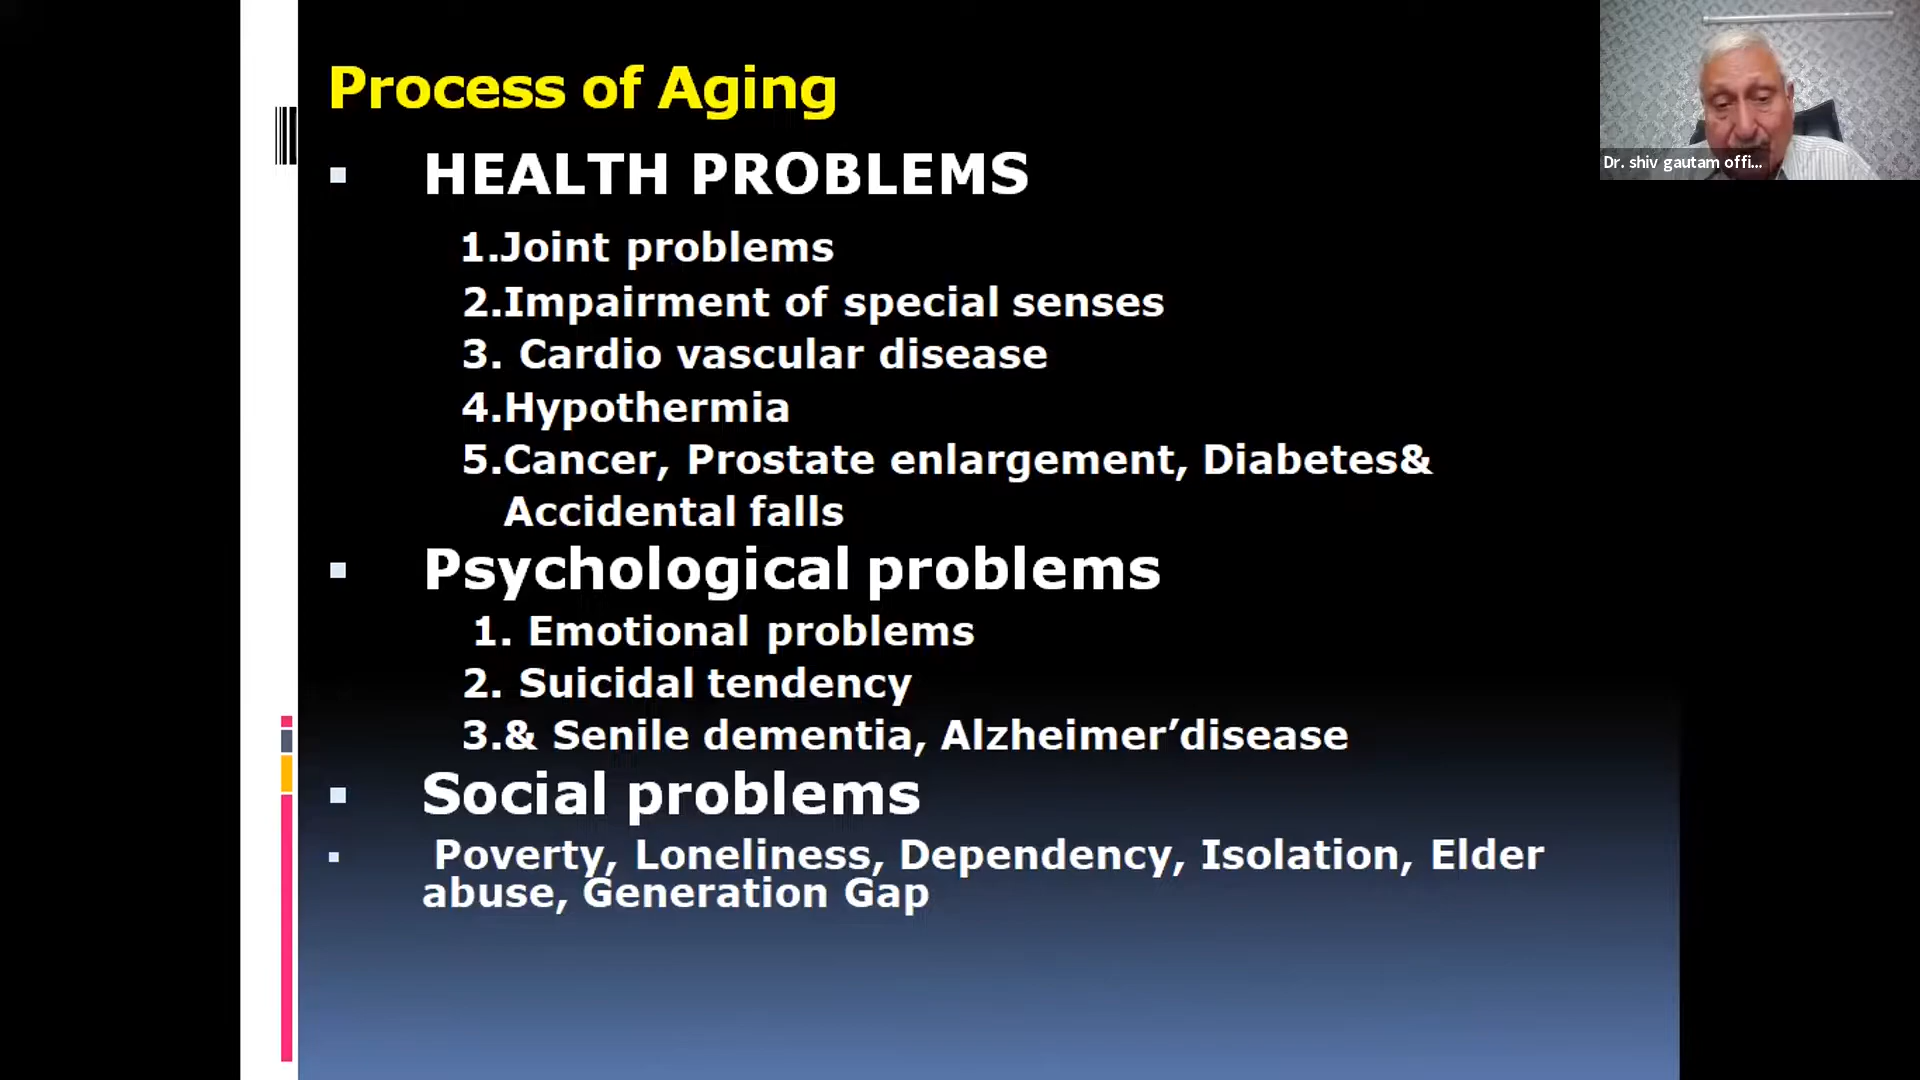 Process of Aging
▪ HEALTH PROBLEMS
1.Joint problems
2.Impairment of special senses
3. Cardio vascular disease
4.Hypothermia
5.Cancer, Prostate enlargement, Diabetes&
Accidental falls
▪ Psychological problems
1. Emotional problems
2. Suicidal tendency
3.& Senile dementia, Alzheimer’disease
▪ Social problems
▪ Poverty, Loneliness, Dependency, Isolation, Elder
abuse, Generation Gap
Dr. shiv gautam offi...